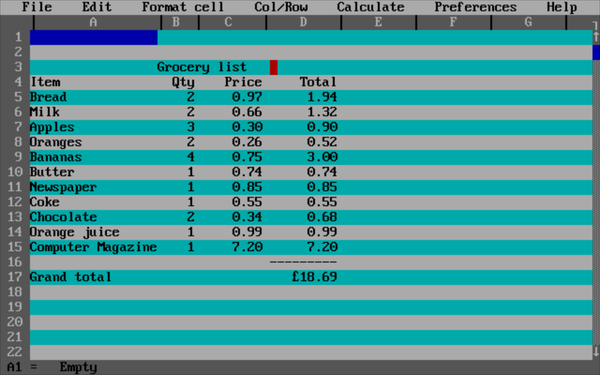 File Edit Format cell Col/Row Calculate Preferences Help
A B C D E F G
1
2
3 Grocery list
4 Item Qty Price Total
5 Bread 2 0.97 1.94
6 Milk 2 0.66 1.32
7 Apples 3 0.30 0.90
8 Oranges 2 0.26 0.52
9 Bananas 4 0.75 3.00
10 Butter 1 0.74 0.74
11 Newspaper 1 0.85 0.85
12 Coke 1 0.55 0.55
13 Chocolate 2 0.34 0.68
14 Orange juice 1 0.99 0.99
15 Computer Magazine 1 7.20 7.20
16 ---------
17 Grand total £18.69
18
19
20
21
22
A1 = Empty